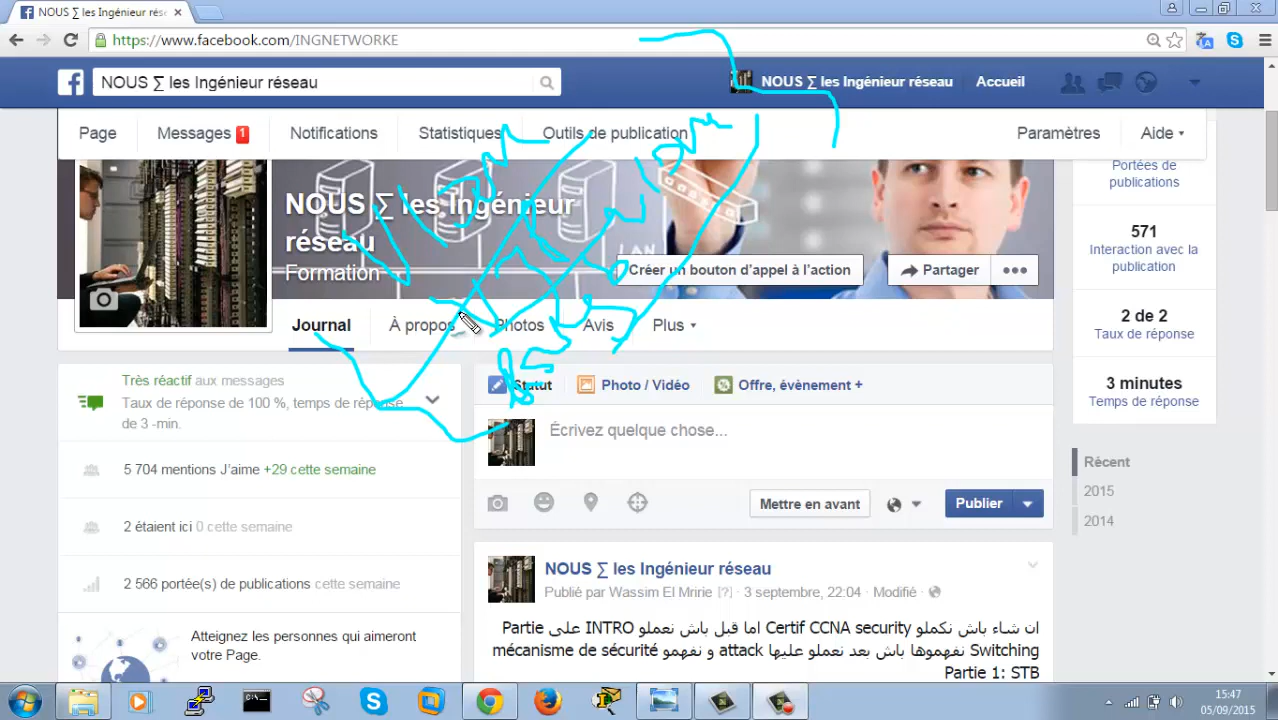 NOUS ∑ les Ingénieur rése
https://www.facebook.com/INGNETWORKE
NOUS ∑ les Ingénieur réseau
NOUS ∑ les Ingénieur réseau Accueil
Page Messages 1 Notifications Statistiques Outils de publication Paramètres Aide
NOUS ∑ les Ingénieur
réseau
Formation
LAN
Créer un bouton d'appel à l'action Partager
Journal À propos Photos Avis Plus
Portées de
publications
571
Interaction avec la
publication
2 de 2
Taux de réponse
3 minutes
Temps de réponse
Récent
2015
2014
Très réactif aux messages
Taux de réponse de 100 %, temps de réponse
de 3 -min.
5 704 mentions J'aime +29 cette semaine
2 étaient ici 0 cette semaine
2 566 portée(s) de publications cette semaine
Atteignez les personnes qui aimeront
votre Page.
Statut Photo / Vidéo Offre, évènement +
Écrivez quelque chose...
Mettre en avant Publier
NOUS ∑ les Ingénieur réseau
Publié par Wassim El Mririe [?] · 3 septembre, 22:04 · Modifié
ان شاء باش نكملو Certif CCNA security اما قبل باش نعملو INTRO على Partie
Switching نفهموها باش بعد نعملو عليها attack و نفهمو mécanisme de sécurité
Partie 1: STB
15:47
05/09/2015